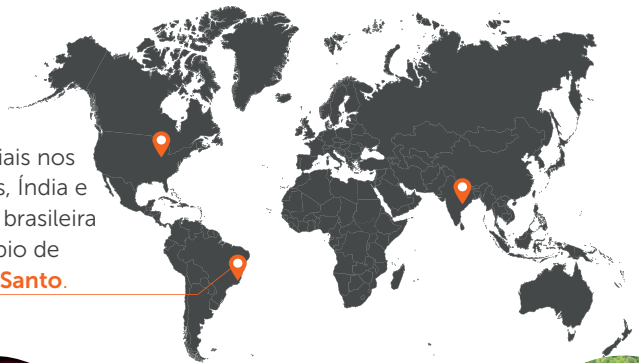 iais nos
s, Índia e
brasileira
pio de
Santo.